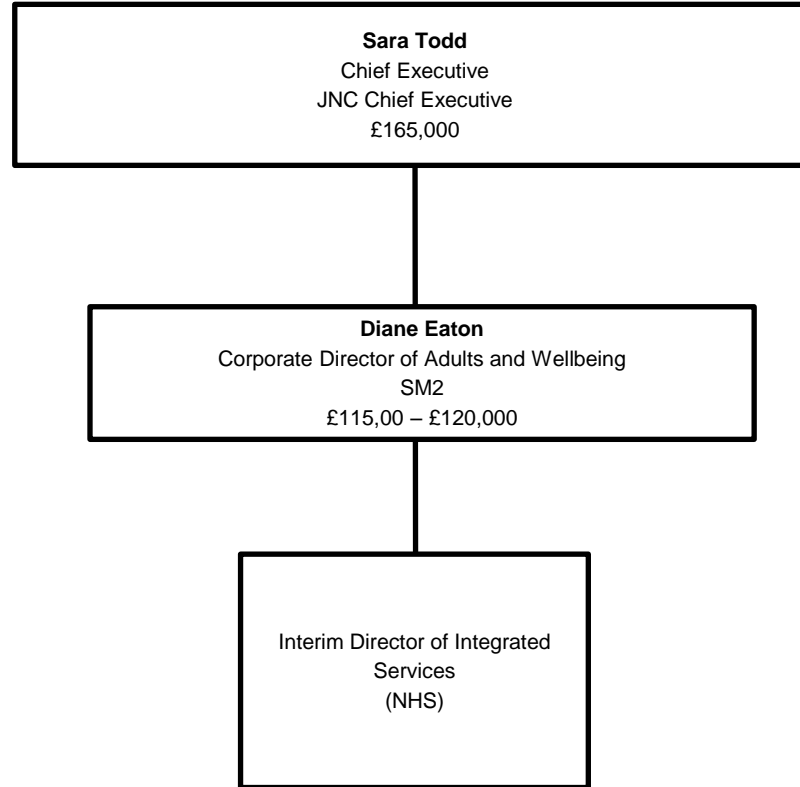 Sara Todd
Chief Executive
JNC Chief Executive
£165,000
Diane Eaton
Corporate Director of Adults and Wellbeing
SM2
£115,00 – £120,000
Interim Director of Integrated
Services
(NHS)